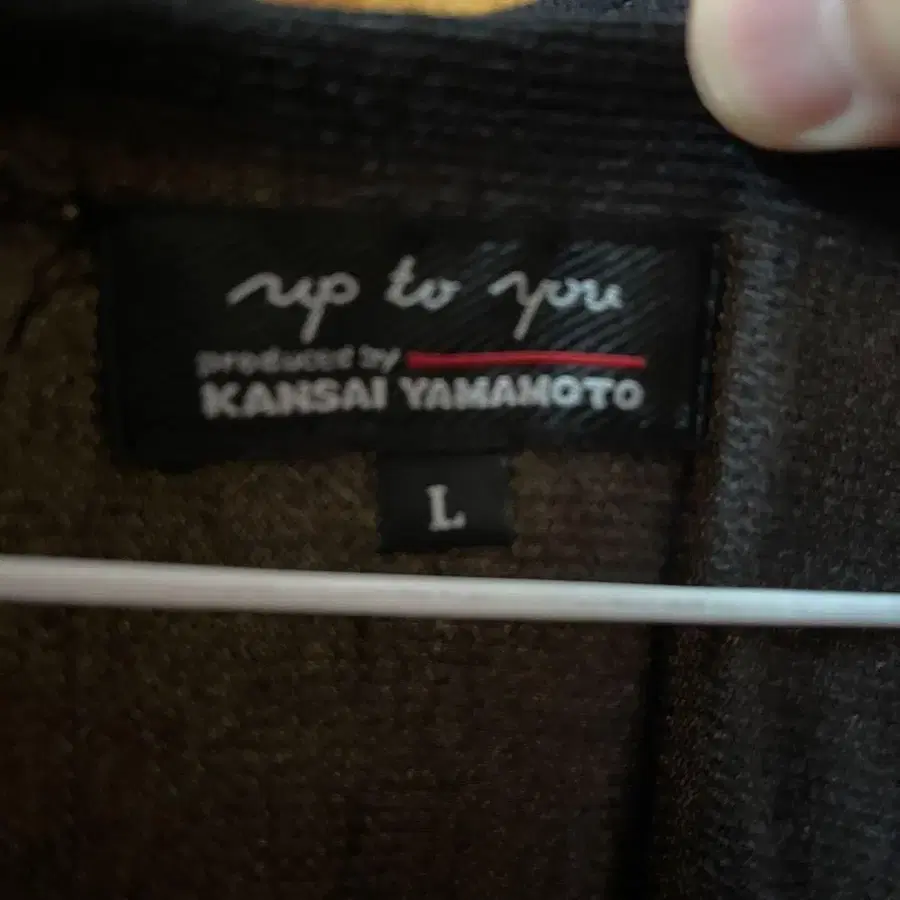 up to you
produced by
KANSAI YAMAMOTO
L